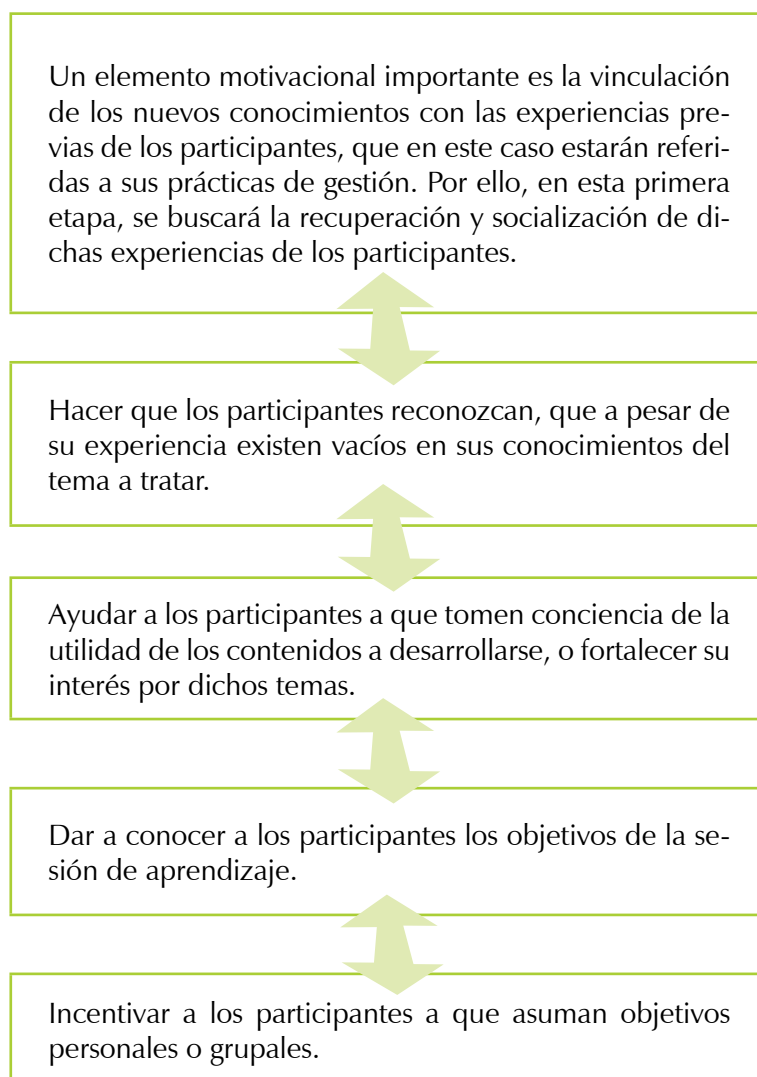 Un elemento motivacional importante es la vinculación
de los nuevos conocimientos con las experiencias pre-
vias de los participantes, que en este caso estarán referi-
das a sus prácticas de gestión. Por ello, en esta primera
etapa, se buscará la recuperación y socialización de di-
chas experiencias de los participantes.
Hacer que los participantes reconozcan, que a pesar de
su experiencia existen vacíos en sus conocimientos del
tema a tratar.
Ayudar a los participantes a que tomen conciencia de la
utilidad de los contenidos a desarrollarse, o fortalecer su
interés por dichos temas.
Dar a conocer a los participantes los objetivos de la se-
sión de aprendizaje.
Incentivar a los participantes a que asuman objetivos
personales o grupales.